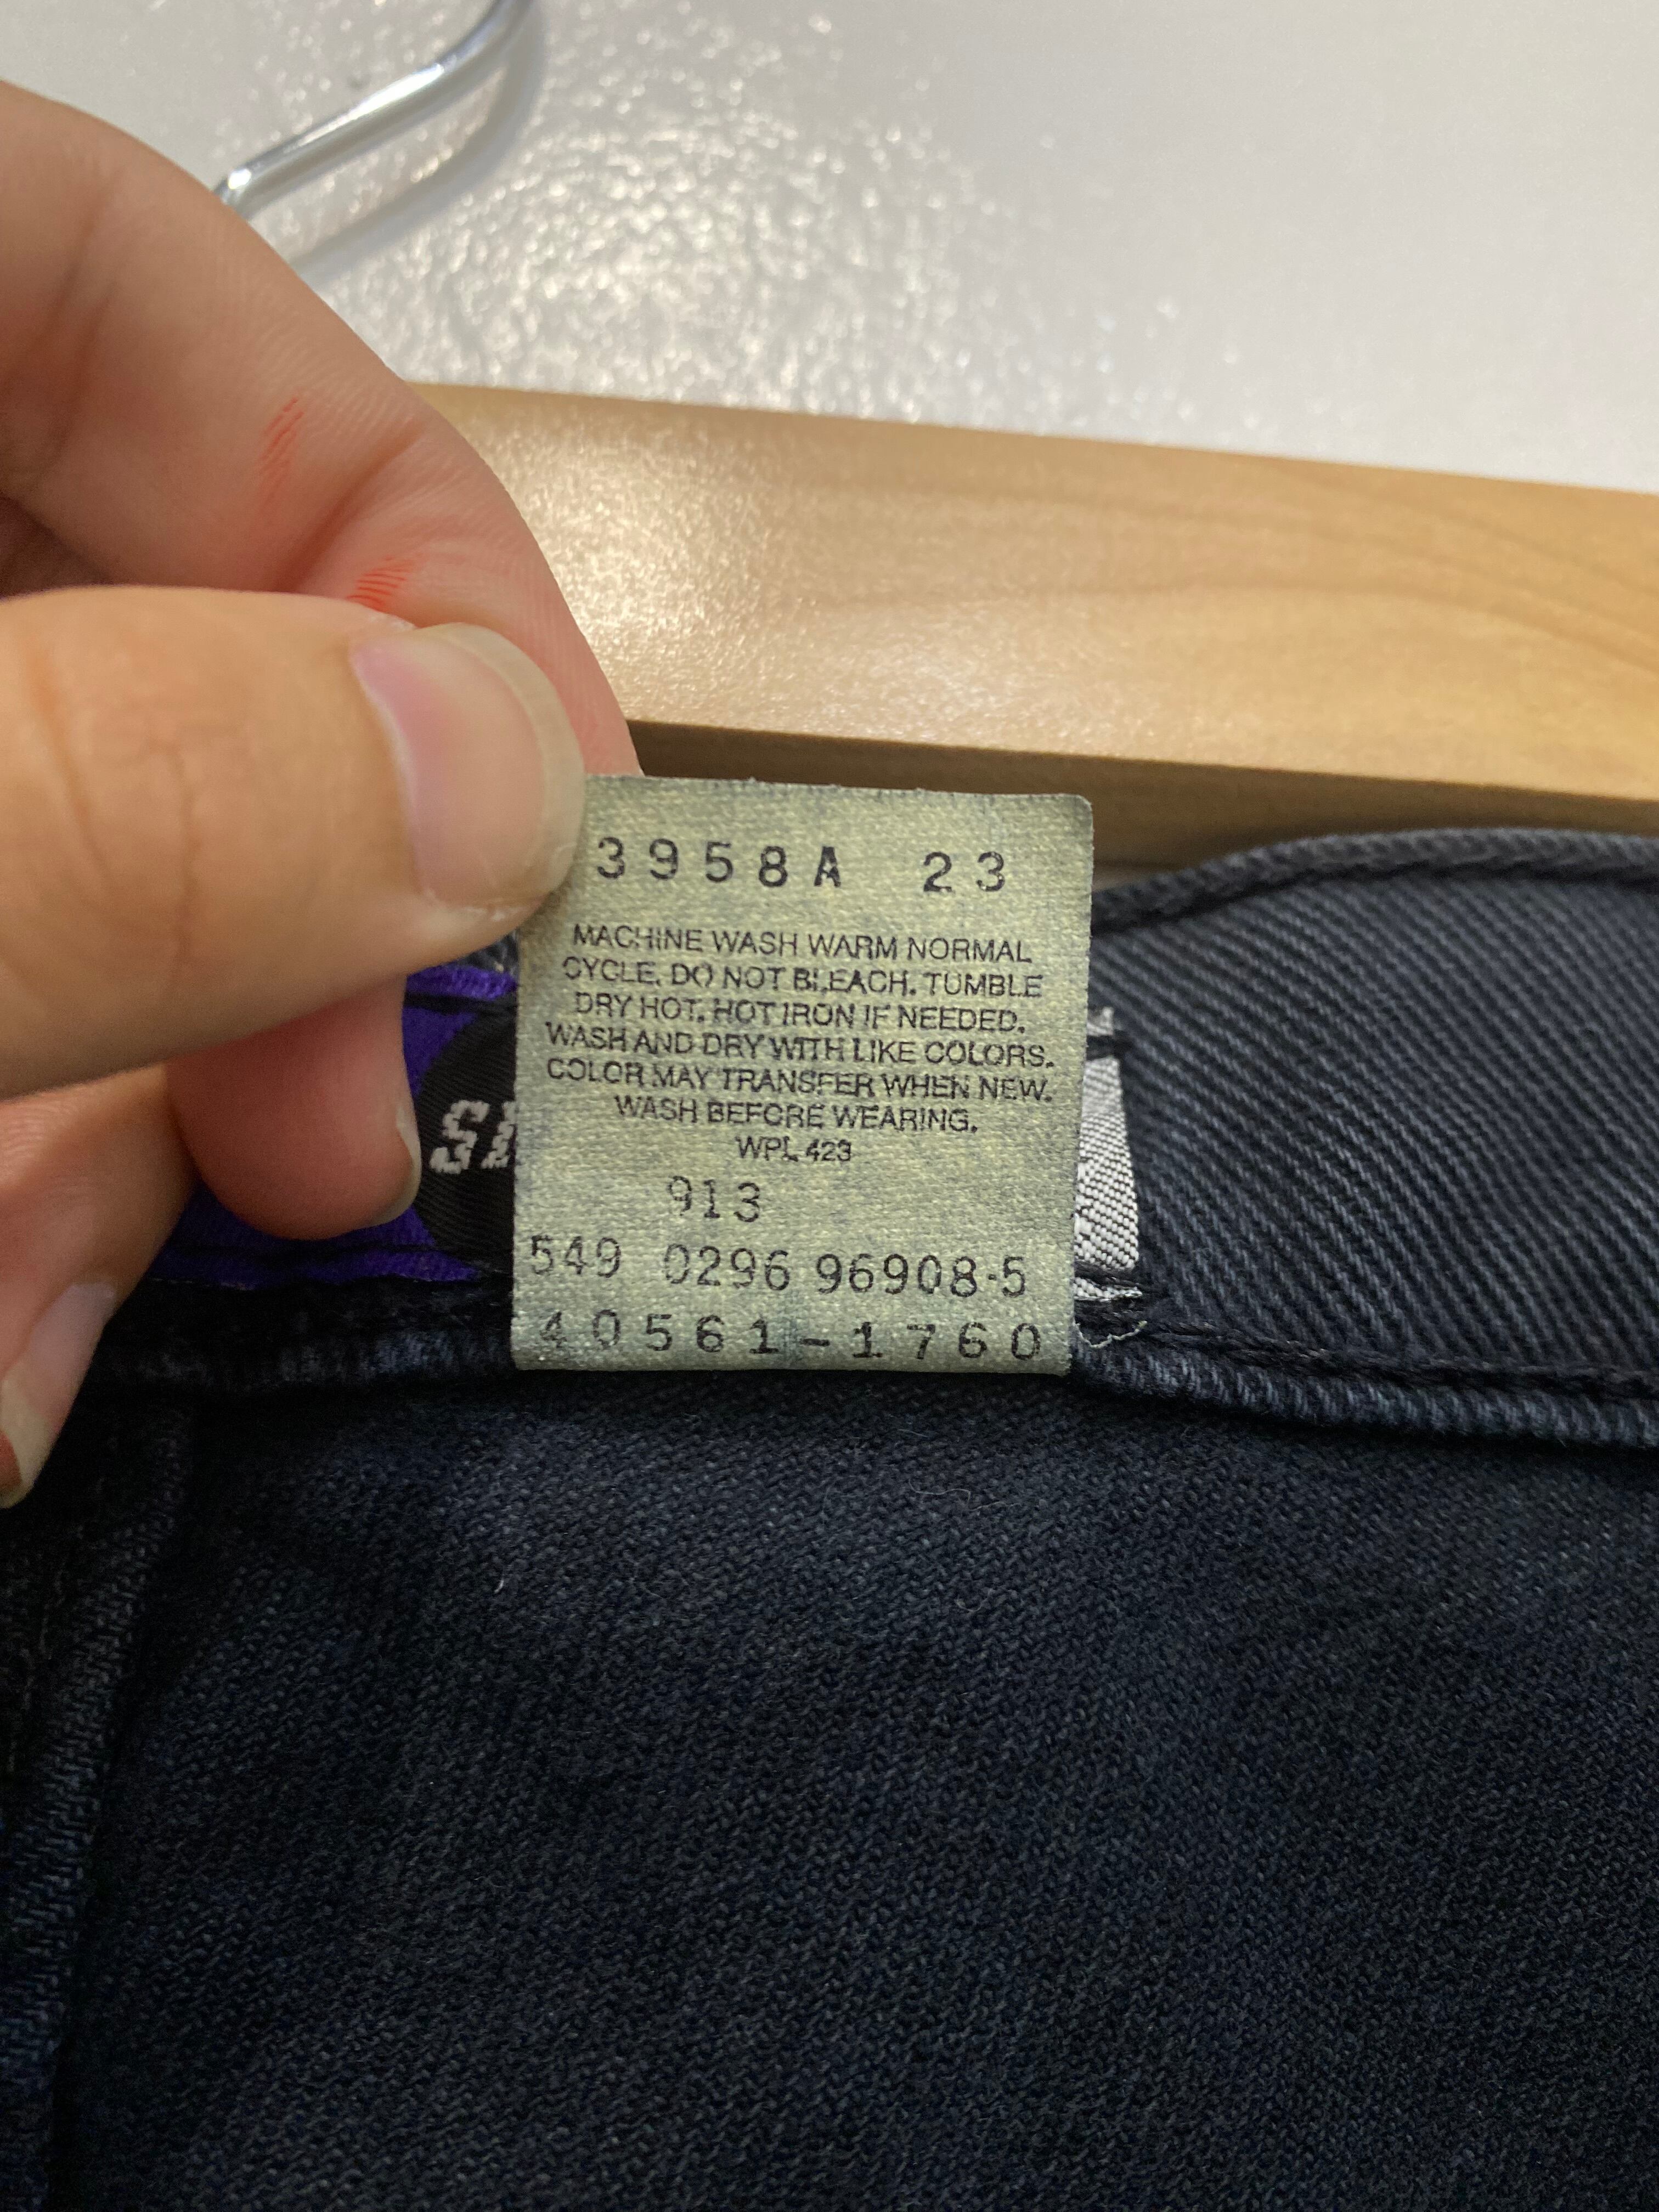 3958A 23
MACHINE WASH WARM NORMAL
CYCLE. DO NOT BLEACH. TUMBLE
DRY HOT. HOT IRON IF NEEDED.
WASH AND DRY WITH LIKE COLORS.
COLOR MAY TRANSFER WHEN NEW.
WASH BEFORE WEARING.
WPL 423
913
549 0296 96908-5
40561-1760